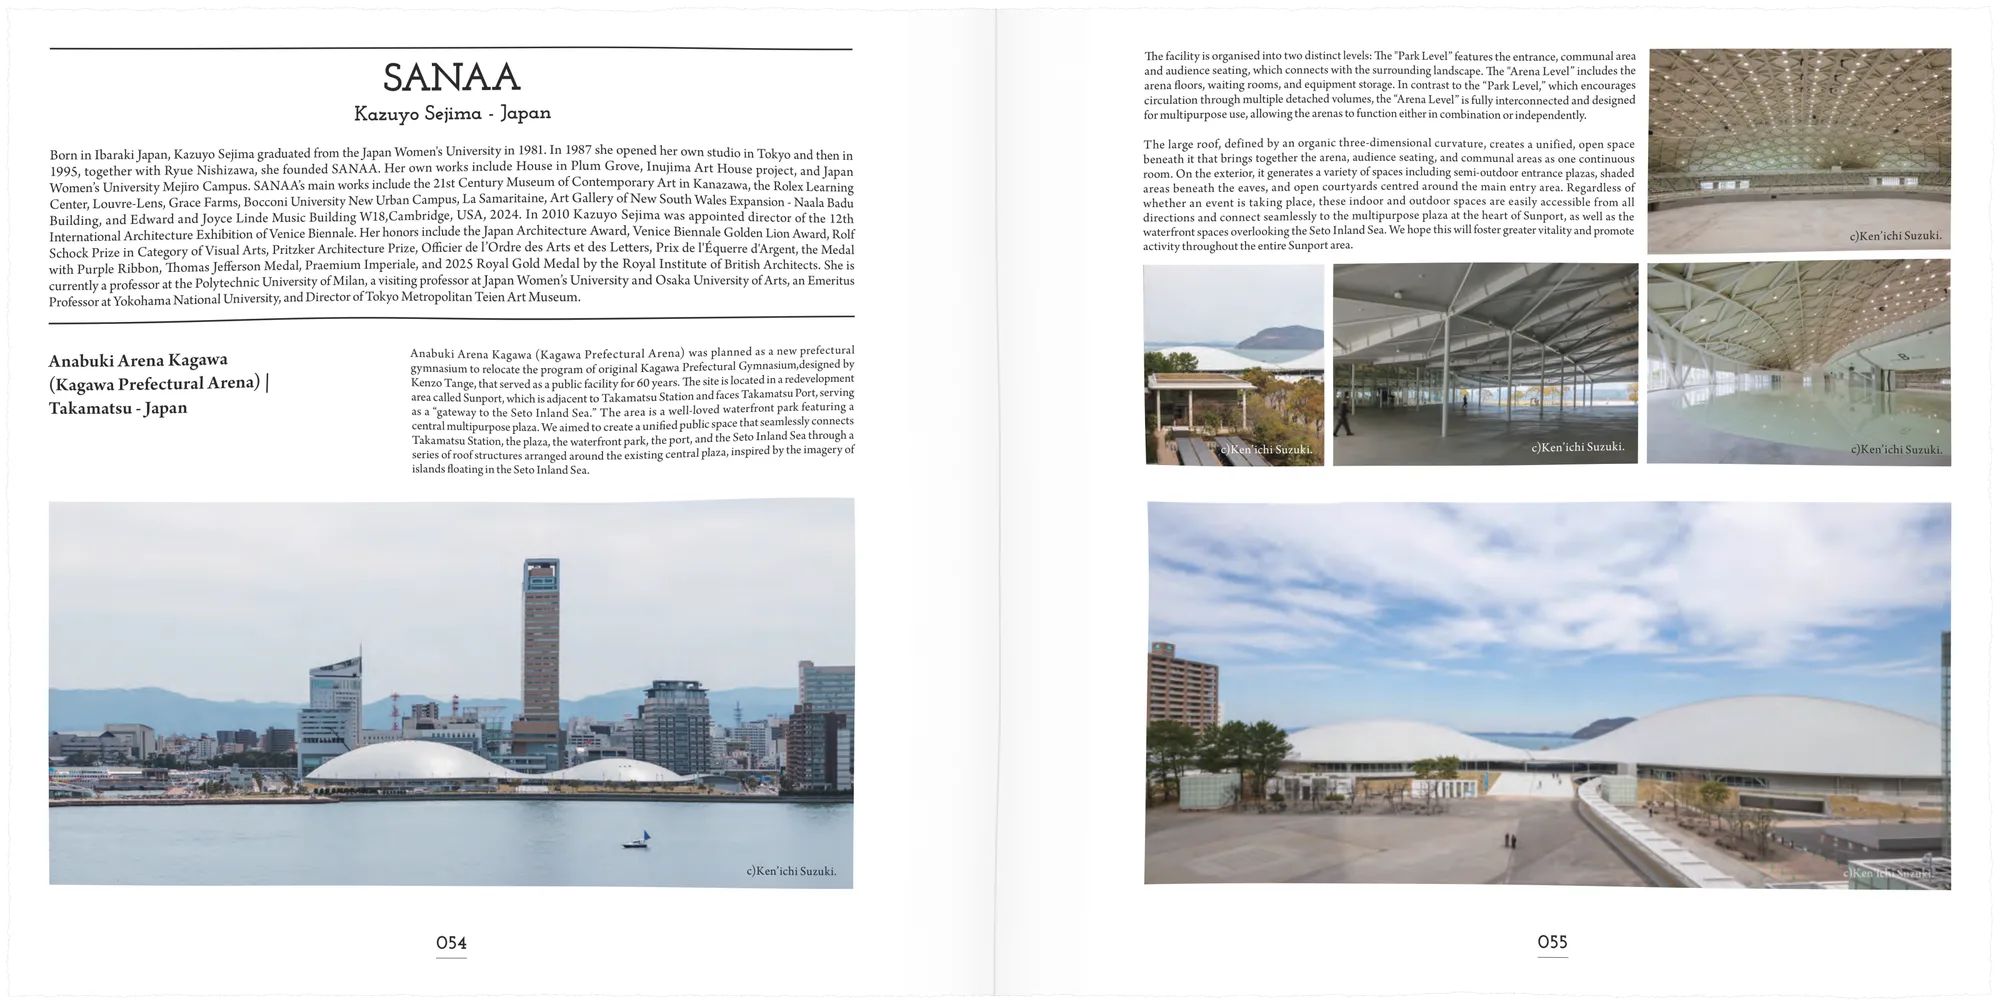 SANAA
Kazuyo Sejima - Japan
Born in Ibaraki Japan, Kazuyo Sejima graduated from the Japan Women's University in 1981. In 1987 she opened her own studio in Tokyo and then in
1995, together with Ryue Nishizawa, she founded SANAA. Her own works include House in Plum Grove, Inujima Art House project, and Japan
Women's University Mejiro Campus. SANAA's main works include the 21st Century Museum of Contemporary Art in Kanazawa, the Rolex Learning
Center, Louvre-Lens, Grace Farms, Bocconi University New Urban Campus, La Samaritaine, Art Gallery of New South Wales Expansion - Naala Badu
Building, and Edward and Joyce Linde Music Building W18,Cambridge, USA, 2024. In 2010 Kazuyo Sejima was appointed director of the 12th
International Architecture Exhibition of Venice Biennale. Her honors include the Japan Architecture Award, Venice Biennale Golden Lion Award, Rolf
Schock Prize in Category of Visual Arts, Pritzker Architecture Prize, Officier de l'Ordre des Arts et des Letters, Prix de l'Équerre d'Argent, the Medal
with Purple Ribbon, Thomas Jefferson Medal, Praemium Imperiale, and 2025 Royal Gold Medal by the Royal Institute of British Architects. She is
currently a professor at the Polytechnic University of Milan, a visiting professor at Japan Women's University and Osaka University of Arts, an Emeritus
Professor at Yokohama National University, and Director of Tokyo Metropolitan Teien Art Museum.
Anabuki Arena Kagawa
(Kagawa Prefectural Arena) |
Takamatsu - Japan
Anabuki Arena Kagawa (Kagawa Prefectural Arena) was planned as a new prefectural
gymnasium to relocate the program of original Kagawa Prefectural Gymnasium,designed by
Kenzo Tange, that served as a public facility for 60 years. The site is located in a redevelopment
area called Sunport, which is adjacent to Takamatsu Station and faces Takamatsu Port, serving
as a "gateway to the Seto Inland Sea." The area is a well-loved waterfront park featuring a
central multipurpose plaza. We aimed to create a unified public space that seamlessly connects
Takamatsu Station, the plaza, the waterfront park, the port, and the Seto Inland Sea through a
series of roof structures arranged around the existing central plaza, inspired by the imagery of
islands floating in the Seto Inland Sea.
c)Ken'ichi Suzuki.
054
The facility is organised into two distinct levels: The "Park Level" features the entrance, communal area
and audience seating, which connects with the surrounding landscape. The "Arena Level" includes the
arena floors, waiting rooms, and equipment storage. In contrast to the "Park Level," which encourages
circulation through multiple detached volumes, the "Arena Level" is fully interconnected and designed
for multipurpose use, allowing the arenas to function either in combination or independently.
The large roof, defined by an organic three-dimensional curvature, creates a unified, open space
beneath it that brings together the arena, audience seating, and communal areas as one continuous
room. On the exterior, it generates a variety of spaces including semi-outdoor entrance plazas, shaded
areas beneath the eaves, and open courtyards centred around the main entry area. Regardless of
whether an event is taking place, these indoor and outdoor spaces are easily accessible from all
directions and connect seamlessly to the multipurpose plaza at the heart of Sunport, as well as the
waterfront spaces overlooking the Seto Inland Sea. We hope this will foster greater vitality and promote
activity throughout the entire Sunport area.
c)Ken'ichi Suzuki.
c)Ken'ichi Suzuki.
c)Ken'ichi Suzuki.
c)Ken'ichi Suzuki.
c)Ken'ichi Suzuki.
055